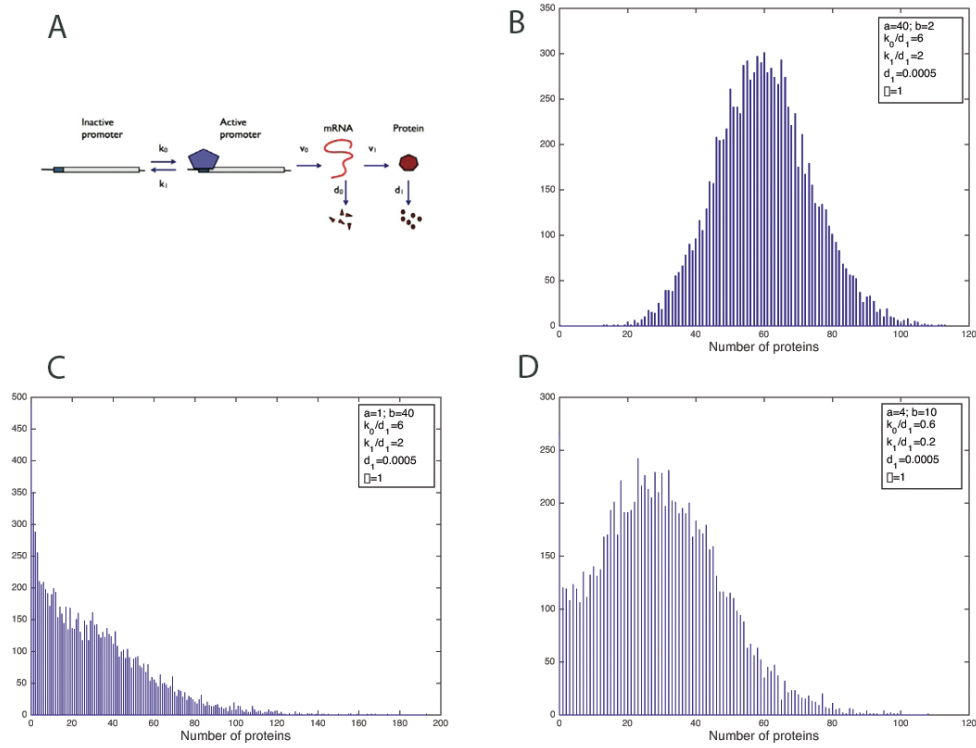 A
Inactive
promoter
Active
promoter
mRNA
Protein
k₀
k₁
v₀
v₁
d₀
d₁
B
350
300
250
200
150
100
50
0
0 20 40 60 80 100 120
Number of proteins
a=40; b=2
k₀/d₁=6
k₁/d₁=2
d₁=0.0005
▯=1
C
500
450
400
350
300
250
200
150
100
50
0
0 20 40 60 80 100 120 140 160 180 200
Number of proteins
a=1; b=40
k₀/d₁=6
k₁/d₁=2
d₁=0.0005
▯=1
D
300
250
200
150
100
50
0
0 20 40 60 80 100 120
Number of proteins
a=4; b=10
k₀/d₁=0.6
k₁/d₁=0.2
d₁=0.0005
▯=1